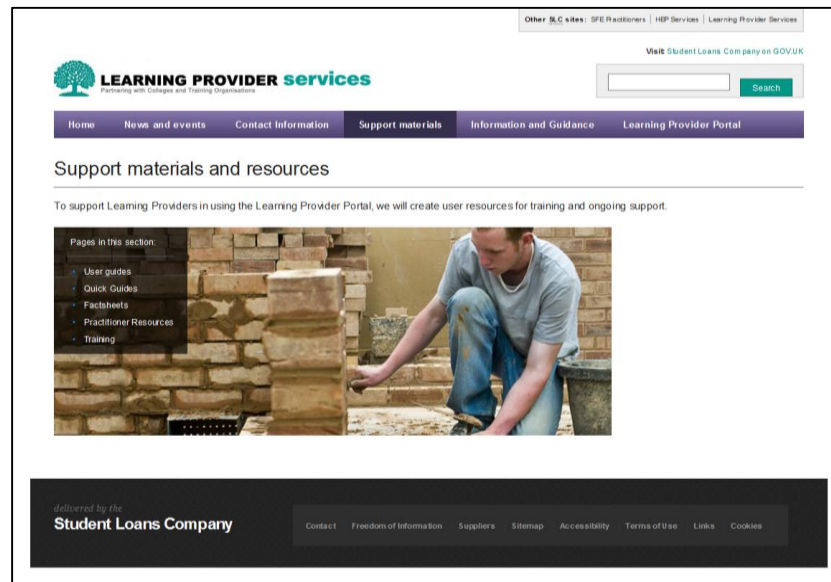 Other SLC sites: SFE Practitioners | HEP Services | Learning Provider Services
Visit Student Loans Company on GOV.UK
LEARNING PROVIDER services
Partnering with Colleges and Training Organisations
Search
Home News and events Contact Information Support materials Information and Guidance Learning Provider Portal
Support materials and resources
To support Learning Providers in using the Learning Provider Portal, we will create user resources for training and ongoing support.
Pages in this section:
User guides
Quick Guides
Factsheets
Practitioner Resources
Training
delivered by the
Student Loans Company
Contact Freedom of Information Suppliers Sitemap Accessibility Terms of Use Links Cookies